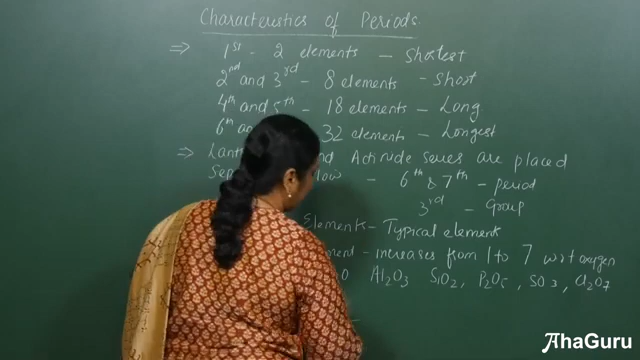 Characteristics of Periods
⇒ 1st - 2 elements - Shortest
2nd and 3rd - 8 elements - Short
4th and 5th - 18 elements - Long
6th 32 element - Longest
⇒ Actinide Series are placed
low - 6th & 7th - period
3rd - Group
Elements - Typical element
- increases from 1 to 7 w.r.t oxygen
O Al2O3 SiO2, P2O5, SO3, Cl2O7
AhaGuru